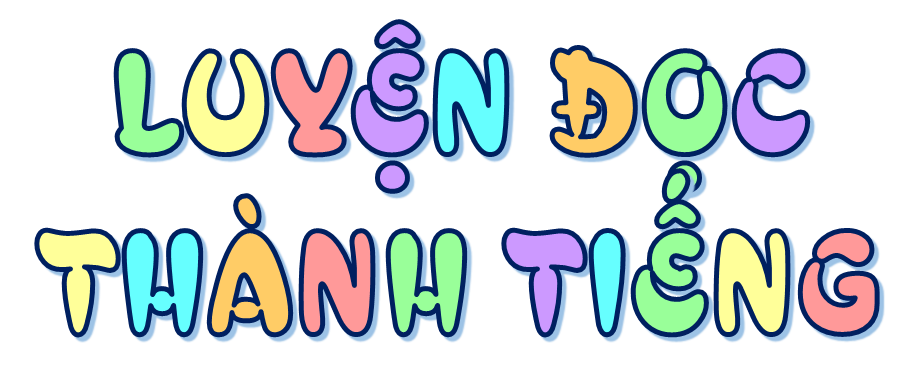 LUYỆN ĐỌC
THÀNH TIẾNG